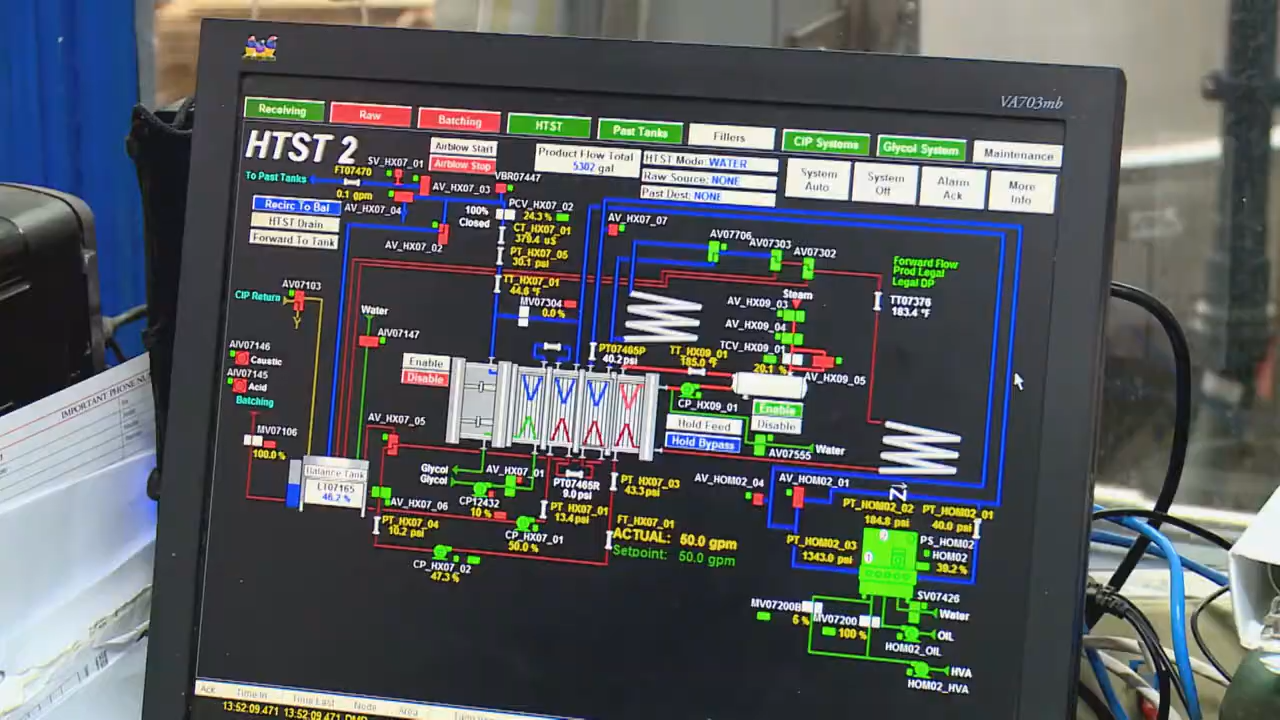 VA703mb
Receiving
Raw
Batching
HTST
Past Tanks
Fillers
CIP Systems
Glycol System
Maintenance
HTST 2
Airblow Start
Airblow Stop
Product Flow Total
5302 gal
HTST Mode: WATER
Raw Source: NONE
Past Dest: NONE
System Auto
System Off
Alarm Ack
More Info
SV_HX07_01
FT07470
To Past Tanks
0.1 gpm
AV_HX07_03
VBR07447
Recirc To Bal
HTST Drain
Forward To Tank
AV_HX07_04
100%
Closed
AV_HX07_02
PCV_HX07_02
24.3 %
CT_HX07_01
379.4 uS
PT_HX07_05
30.1 psi
TT_HX07_01
44.6 °F
MV07304
0.0 %
AV_HX07_07
AV07706
AV07303
AV07302
Forward Flow
Prod Legal
Legal DP
TT07376
183.4 °F
CIP Return
AV07103
Water
AIV07147
AIV07146
Caustic
AIV07145
Acid
Batching
MV07106
100.0 %
Enable
Disable
Steam
AV_HX09_03
AV_HX09_04
TCV_HX09_01
20.1 %
AV_HX09_05
PT07465P
40.2 psi
TT_HX09_01
185.0 °F
CP_HX09_01
Enable
Disable
Hold Feed
Hold Bypass
AV07555
Water
AV_HX07_05
Balance Tank
LT07165
46.2 %
Glycol
Glycol
AV_HX07_01
CP12432
10 %
AV_HX07_06
PT07465R
9.0 psi
PT_HX07_03
43.3 psi
PT_HX07_01
13.4 psi
PT_HX07_04
10.2 psi
CP_HX07_01
50.0 %
CP_HX07_02
47.3 %
FT_HX07_01
ACTUAL: 50.0 gpm
Setpoint: 50.0 gpm
AV_HOM02_04
AV_HOM02_01
PT_HOM02_02
184.8 psi
PT_HOM02_01
40.0 psi
PT_HOM02_03
1343.0 psi
PS_HOM02
HOM02
39.2 %
SV07426
Water
MV07200B
6 %
MV07200
100 %
OIL
HOM02_OIL
HVA
HOM02_HVA
Ack
Time In
Time Last
Node
Area
13:52:09.471
13:52:09.471
IMPORTANT PHONE